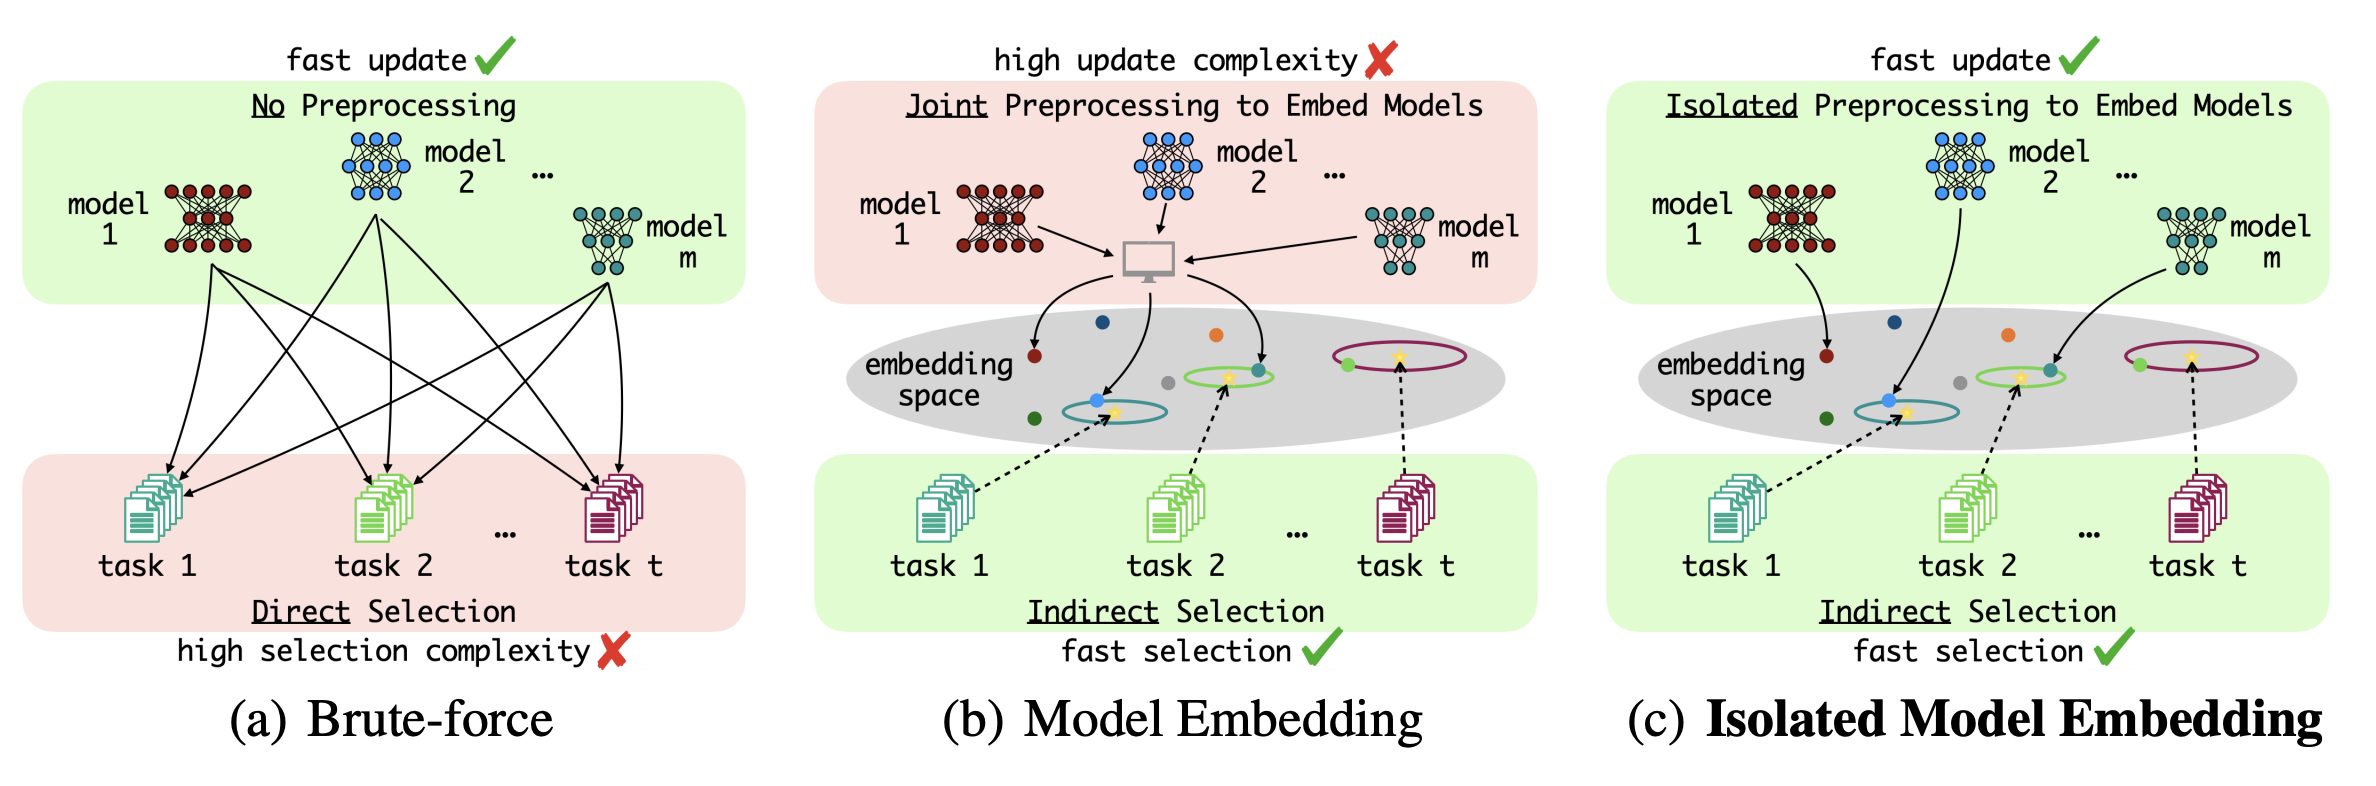 fast update
No Preprocessing
model
1
model
2
...
model
m
task 1
task 2
...
task t
Direct Selection
high selection complexity
(a) Brute-force
high update complexity
Joint Preprocessing to Embed Models
model
1
model
2
...
model
m
embedding
space
task 1
task 2
...
task t
Indirect Selection
fast selection
(b) Model Embedding
fast update
Isolated Preprocessing to Embed Models
model
1
model
2
...
model
m
embedding
space
task 1
task 2
...
task t
Indirect Selection
fast selection
(c) Isolated Model Embedding